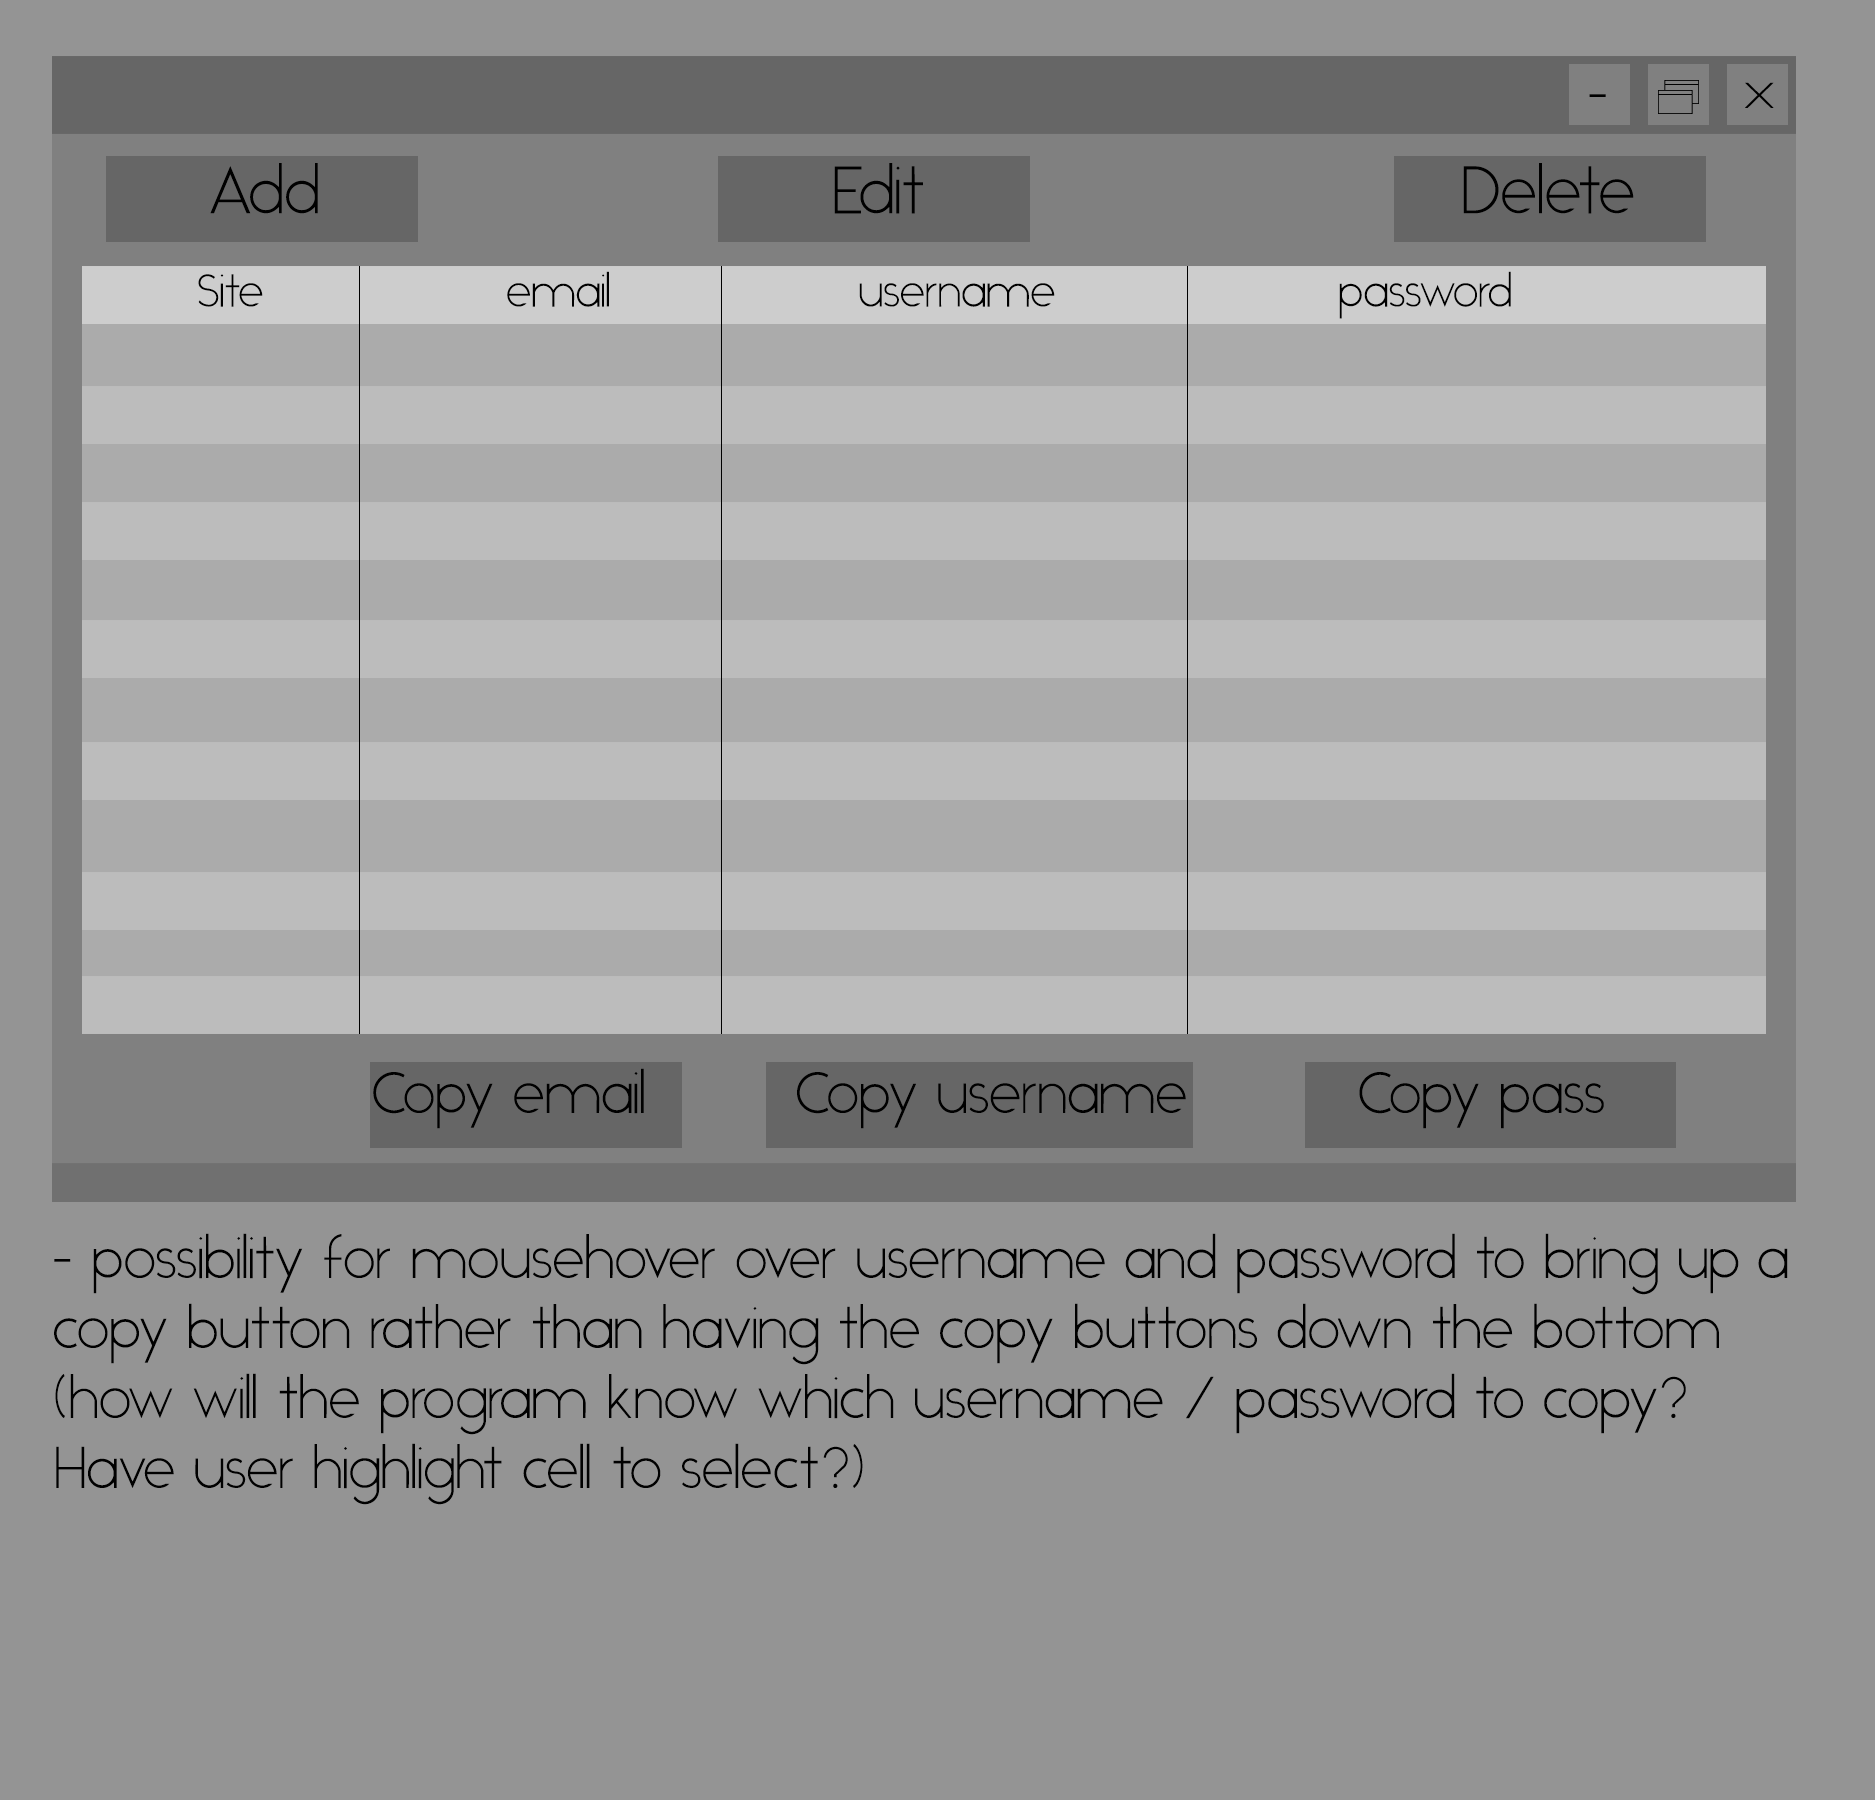 Add Edit Delete
Site email username password
Copy email Copy username Copy pass
- possibility for mousehover over username and password to bring up a
copy button rather than having the copy buttons down the bottom
(how will the program know which username / password to copy?
Have user highlight cell to select?)